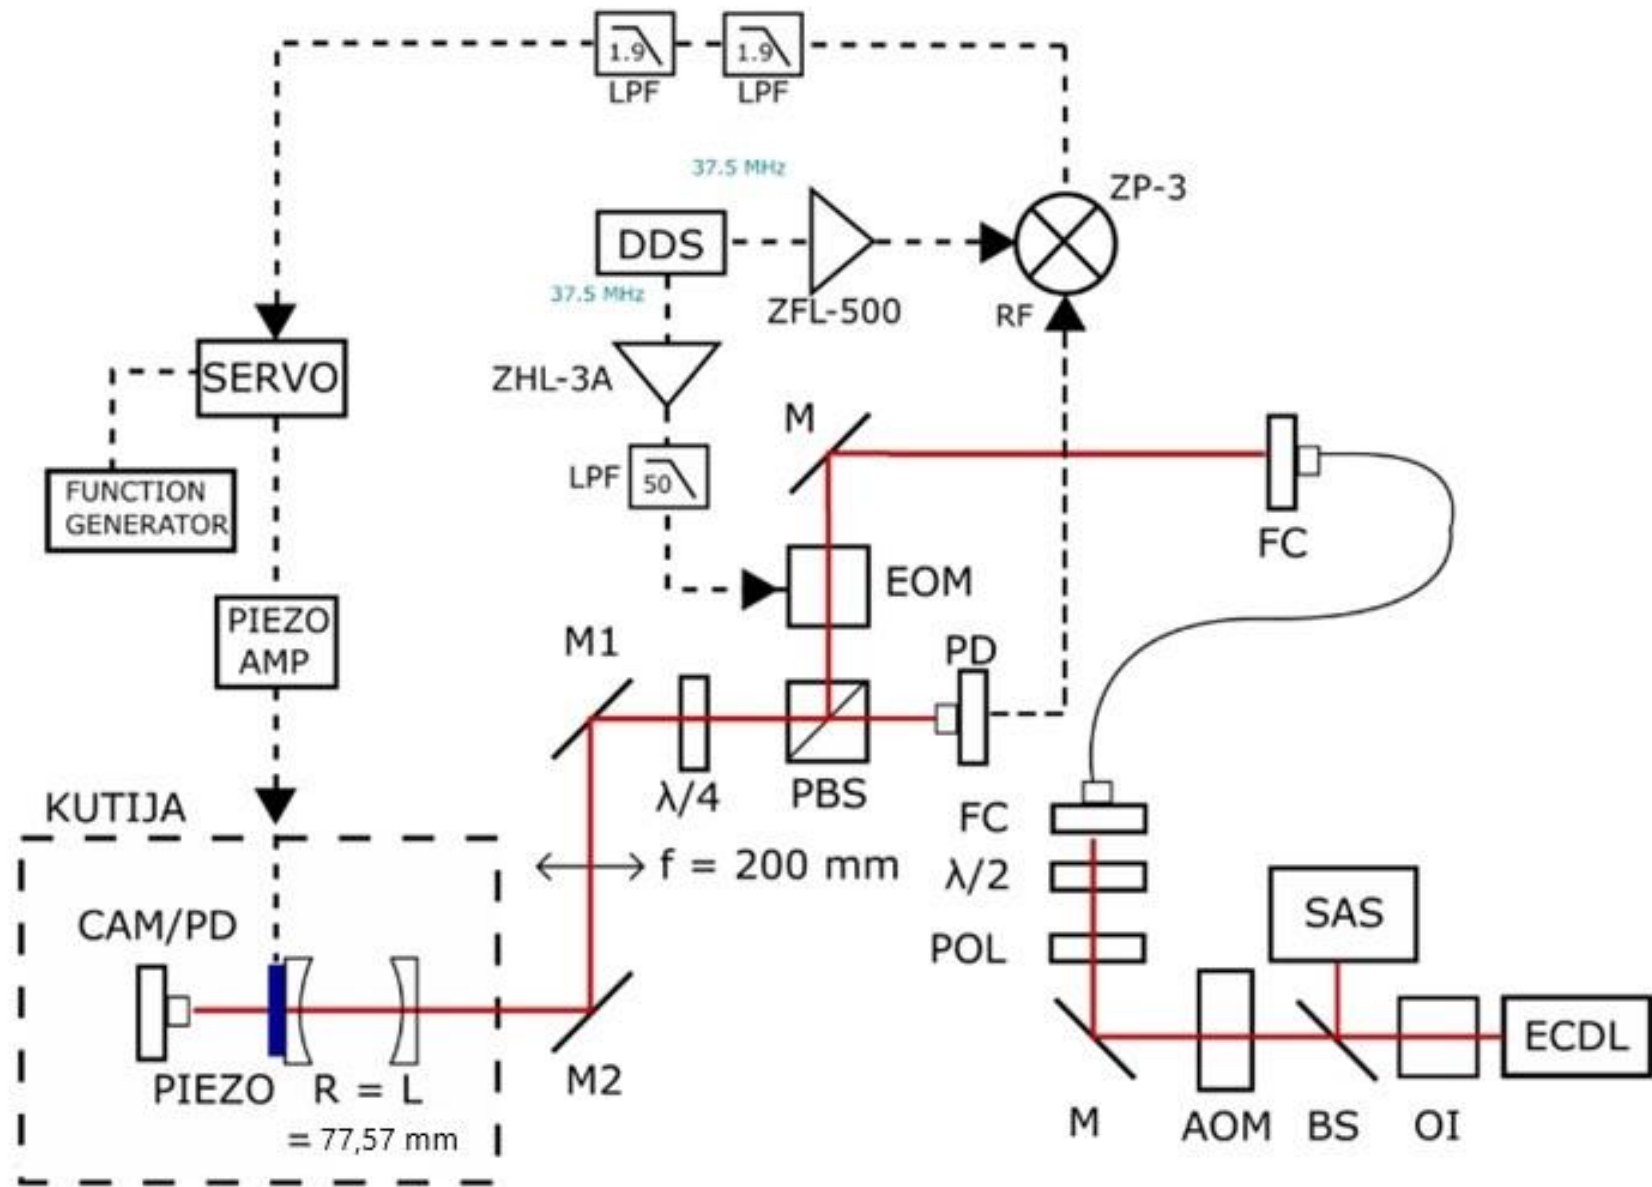 1.9
LPF
1.9
LPF
37.5 MHz
ZP-3
DDS
37.5 MHz
ZFL-500
RF
SERVO
ZHL-3A
M
LPF
50
FUNCTION
GENERATOR
FC
EOM
PIEZO
AMP
M1
PD
λ/4
PBS
KUTIJA
FC
f = 200 mm
λ/2
SAS
CAM/PD
POL
ECDL
PIEZO
R = L
= 77,57 mm
M2
M
AOM
BS
OI